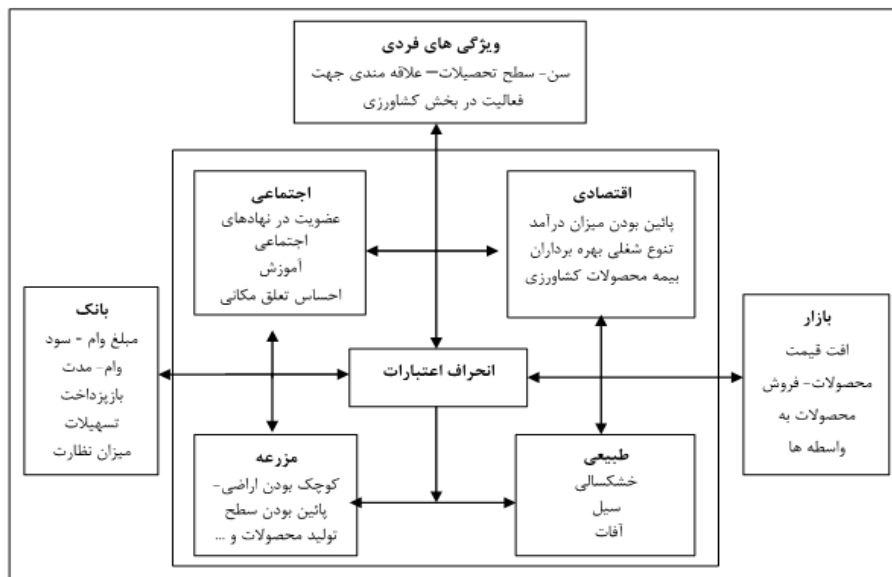 ویژگی های فردی
سن- سطح تحصیلات– علاقه مندی جهت
فعالیت در بخش کشاورزی
اقتصادی
پائین بودن میزان درآمد
تنوع شغلی بهره برداران
بیمه محصولات کشاورزی
اجتماعی
عضویت در نهادهای
اجتماعی
آموزش
احساس تعلق مکانی
بازار
افت قیمت
محصولات- فروش
محصولات به
واسطه ها
انحراف اعتبارات
بانک
مبلغ وام - سود
وام- مدت
بازپزداخت
تسهیلات
میزان نظارت
طبیعی
خشکسالی
سیل
آفات
مزرعه
کوچک بودن اراضی-
پائین بودن سطح
تولید محصولات و ...